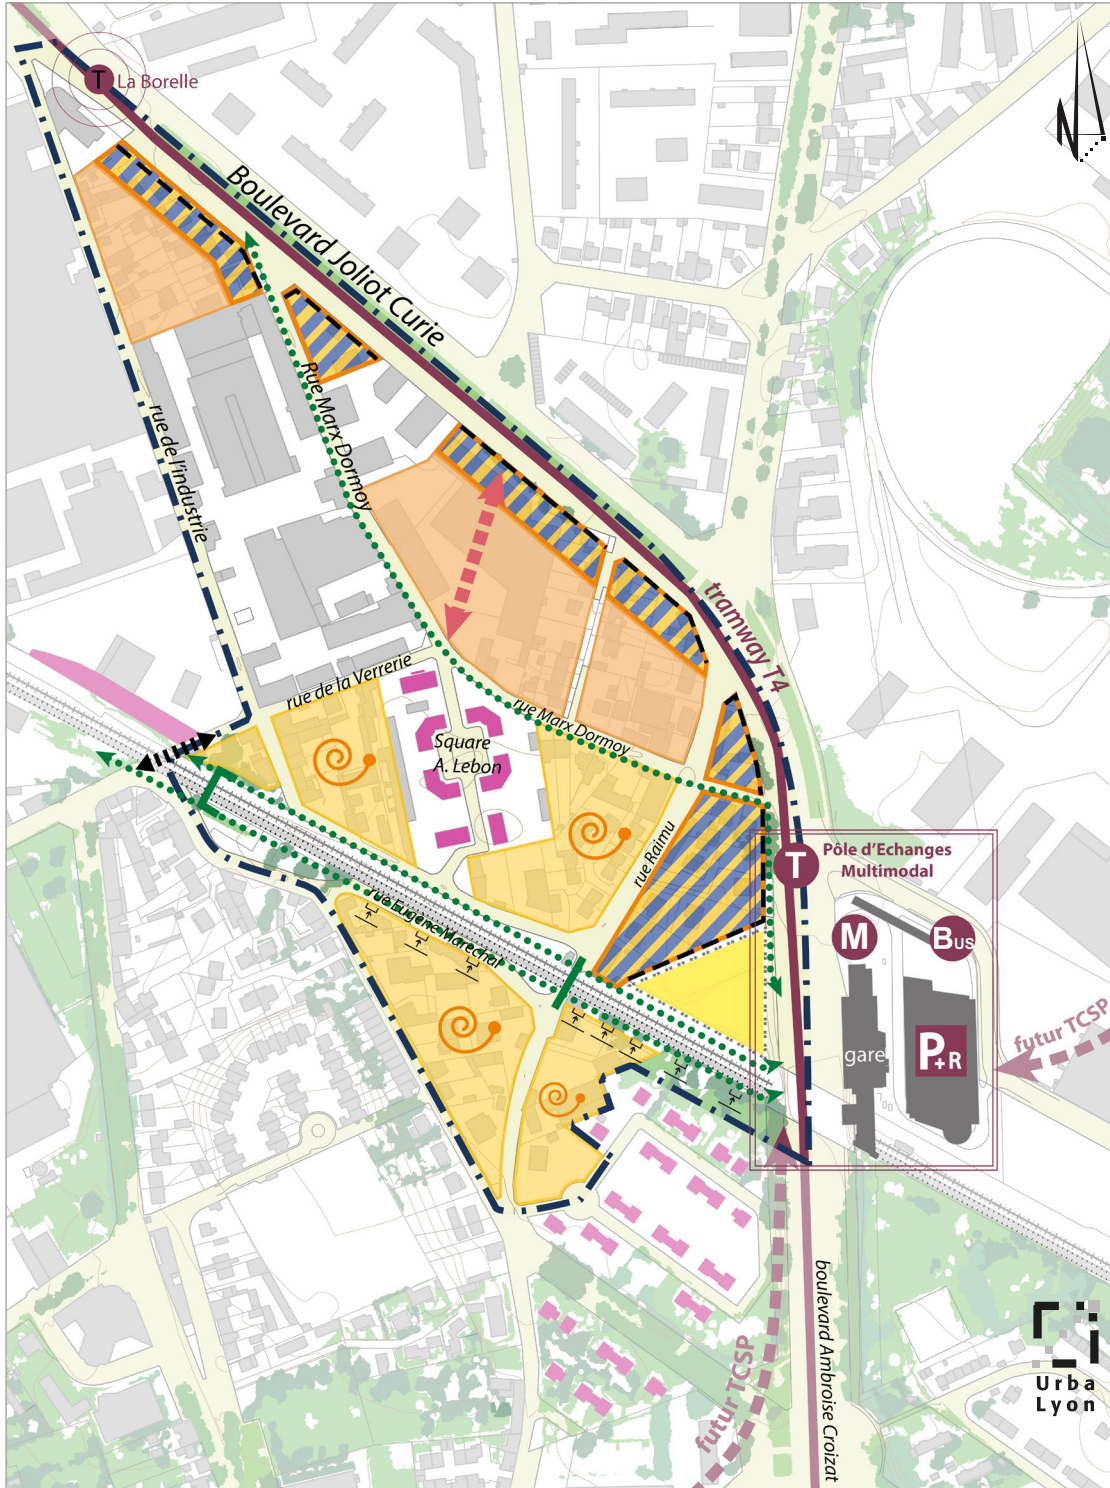 T La Borelle
N
Boulevard Joliot Curie
Rue Marx Dormoy
rue de l'industrie
tramway T4
rue de la Verrerie
rue Marx Dormoy
Square
A. Lebon
rue Raimu
T
Pôle d'Echanges
Multimodal
rue Eugène Maréchal
M
BUS
gare
P+R
futur TCSP
futur TCSP
boulevard Ambroise Croizat
Urba
Lyon